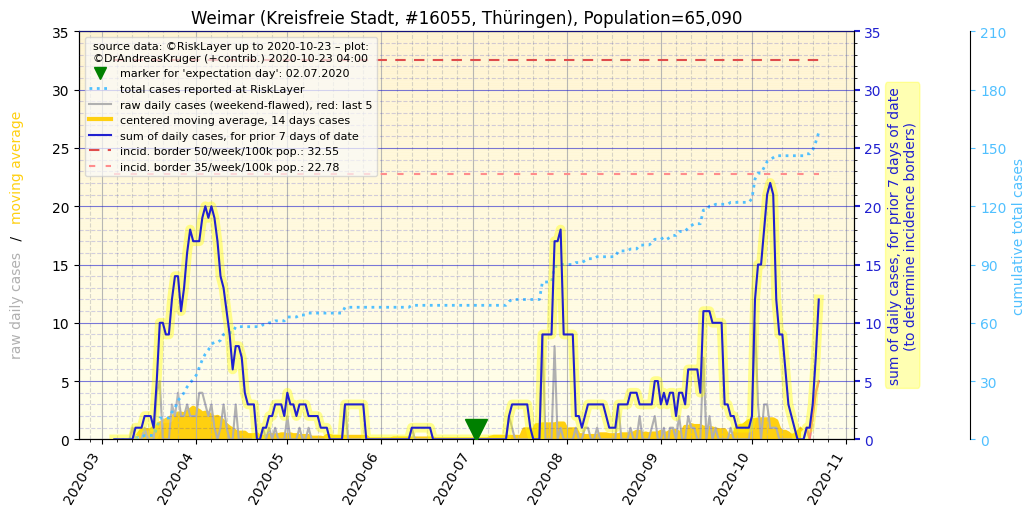 Weimar (Kreisfreie Stadt, #16055, Thüringen), Population=65,090
source data: ©RiskLayer up to 2020-10-23 – plot:
©DrAndreasKruger (+contrib.) 2020-10-23 04:00
marker for 'expectation day': 02.07.2020
total cases reported at RiskLayer
raw daily cases (weekend-flawed), red: last 5
centered moving average, 14 days cases
sum of daily cases, for prior 7 days of date
incid. border 50/week/100k pop.: 32.55
incid. border 35/week/100k pop.: 22.78
raw daily cases / moving average
35
30
25
20
15
10
5
0
2020-03
2020-04
2020-05
2020-06
2020-07
2020-08
2020-09
2020-10
2020-11
35
30
25
20
15
10
5
0
sum of daily cases, for prior 7 days of date
(to determine incidence borders)
210
180
150
120
90
60
30
0
cumulative total cases